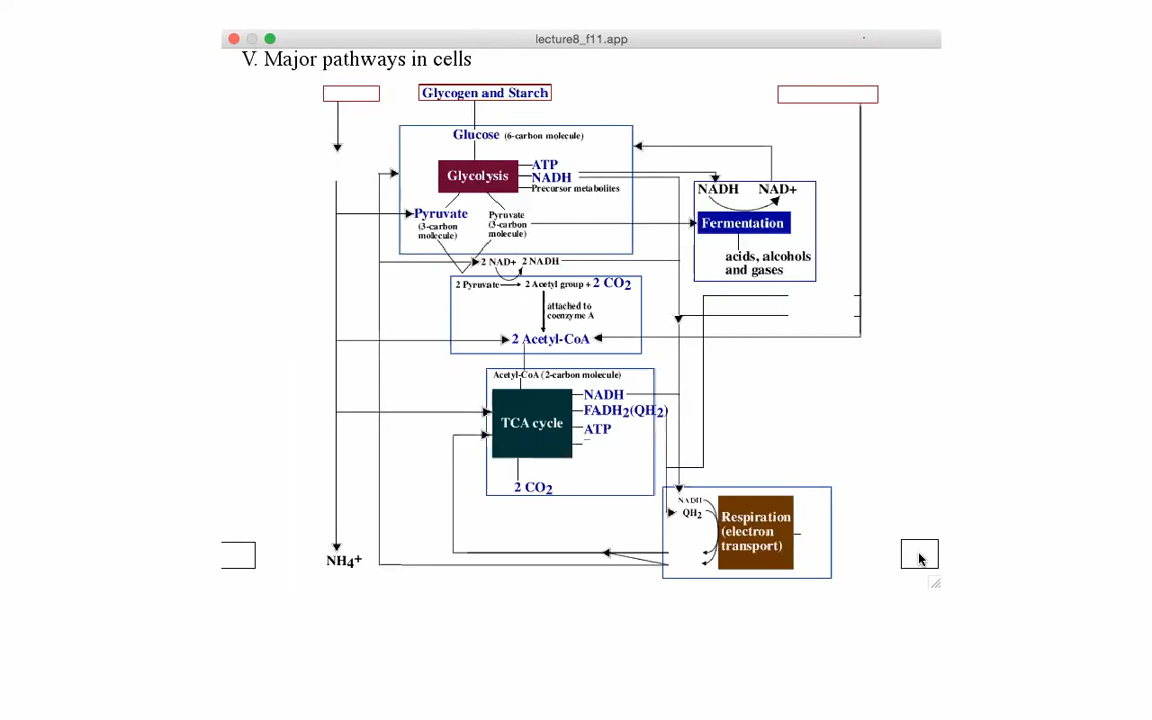 lecture8_f11.app
V. Major pathways in cells
Glycogen and Starch
Glucose (6-carbon molecule)
Glycolysis
ATP
NADH
Precursor metabolites
Pyruvate
(3-carbon
molecule)
Pyruvate
(3-carbon
molecule)
NADH NAD+
Fermentation
acids, alcohols
and gases
2 NAD+ 2 NADH
2 Pyruvate 2 Acetyl group + 2 CO2
attached to
coenzyme A
2 Acetyl-CoA
Acetyl-CoA (2-carbon molecule)
TCA cycle
NADH
FADH2(QH2)
ATP
2 CO2
NADH
QH2
Respiration
(electron
transport)
NH4+